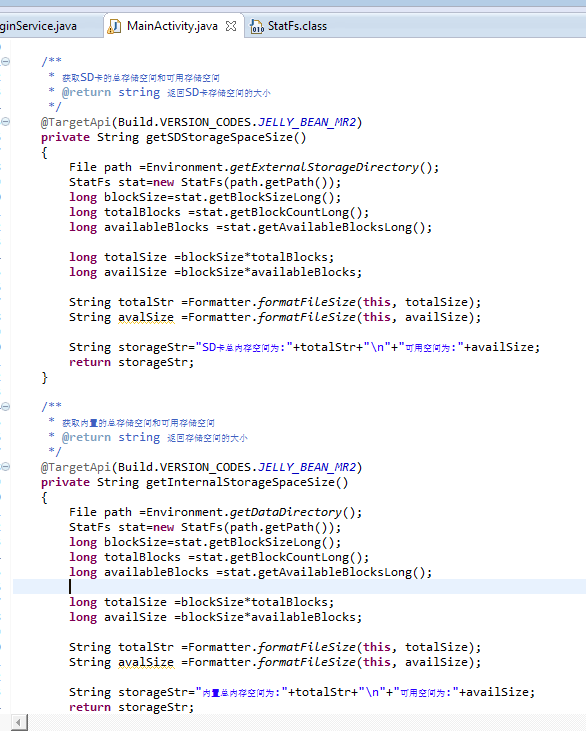 ginService.java MainActivity.java StatFs.class
/**
* 获取SD卡的总存储空间和可用存储空间
* @return string 返回SD卡存储空间的大小
*/
@TargetApi(Build.VERSION_CODES.JELLY_BEAN_MR2)
private String getSDStorageSpaceSize()
{
File path =Environment.getExternalStorageDirectory();
StatFs stat=new StatFs(path.getPath());
long blockSize=stat.getBlockSizeLong();
long totalBlocks =stat.getBlockCountLong();
long availableBlocks =stat.getAvailableBlocksLong();
long totalSize =blockSize*totalBlocks;
long availSize =blockSize*availableBlocks;
String totalStr =Formatter.formatFileSize(this, totalSize);
String avalSize =Formatter.formatFileSize(this, availSize);
String storageStr="SD卡总内存空间为:"+totalStr+"\n"+"可用空间为:"+availSize;
return storageStr;
}
/**
* 获取内置的总存储空间和可用存储空间
* @return string 返回存储空间的大小
*/
@TargetApi(Build.VERSION_CODES.JELLY_BEAN_MR2)
private String getInternalStorageSpaceSize()
{
File path =Environment.getDataDirectory();
StatFs stat=new StatFs(path.getPath());
long blockSize=stat.getBlockSizeLong();
long totalBlocks =stat.getBlockCountLong();
long availableBlocks =stat.getAvailableBlocksLong();
long totalSize =blockSize*totalBlocks;
long availSize =blockSize*availableBlocks;
String totalStr =Formatter.formatFileSize(this, totalSize);
String avalSize =Formatter.formatFileSize(this, availSize);
String storageStr="内置总内存空间为:"+totalStr+"\n"+"可用空间为:"+availSize;
return storageStr;